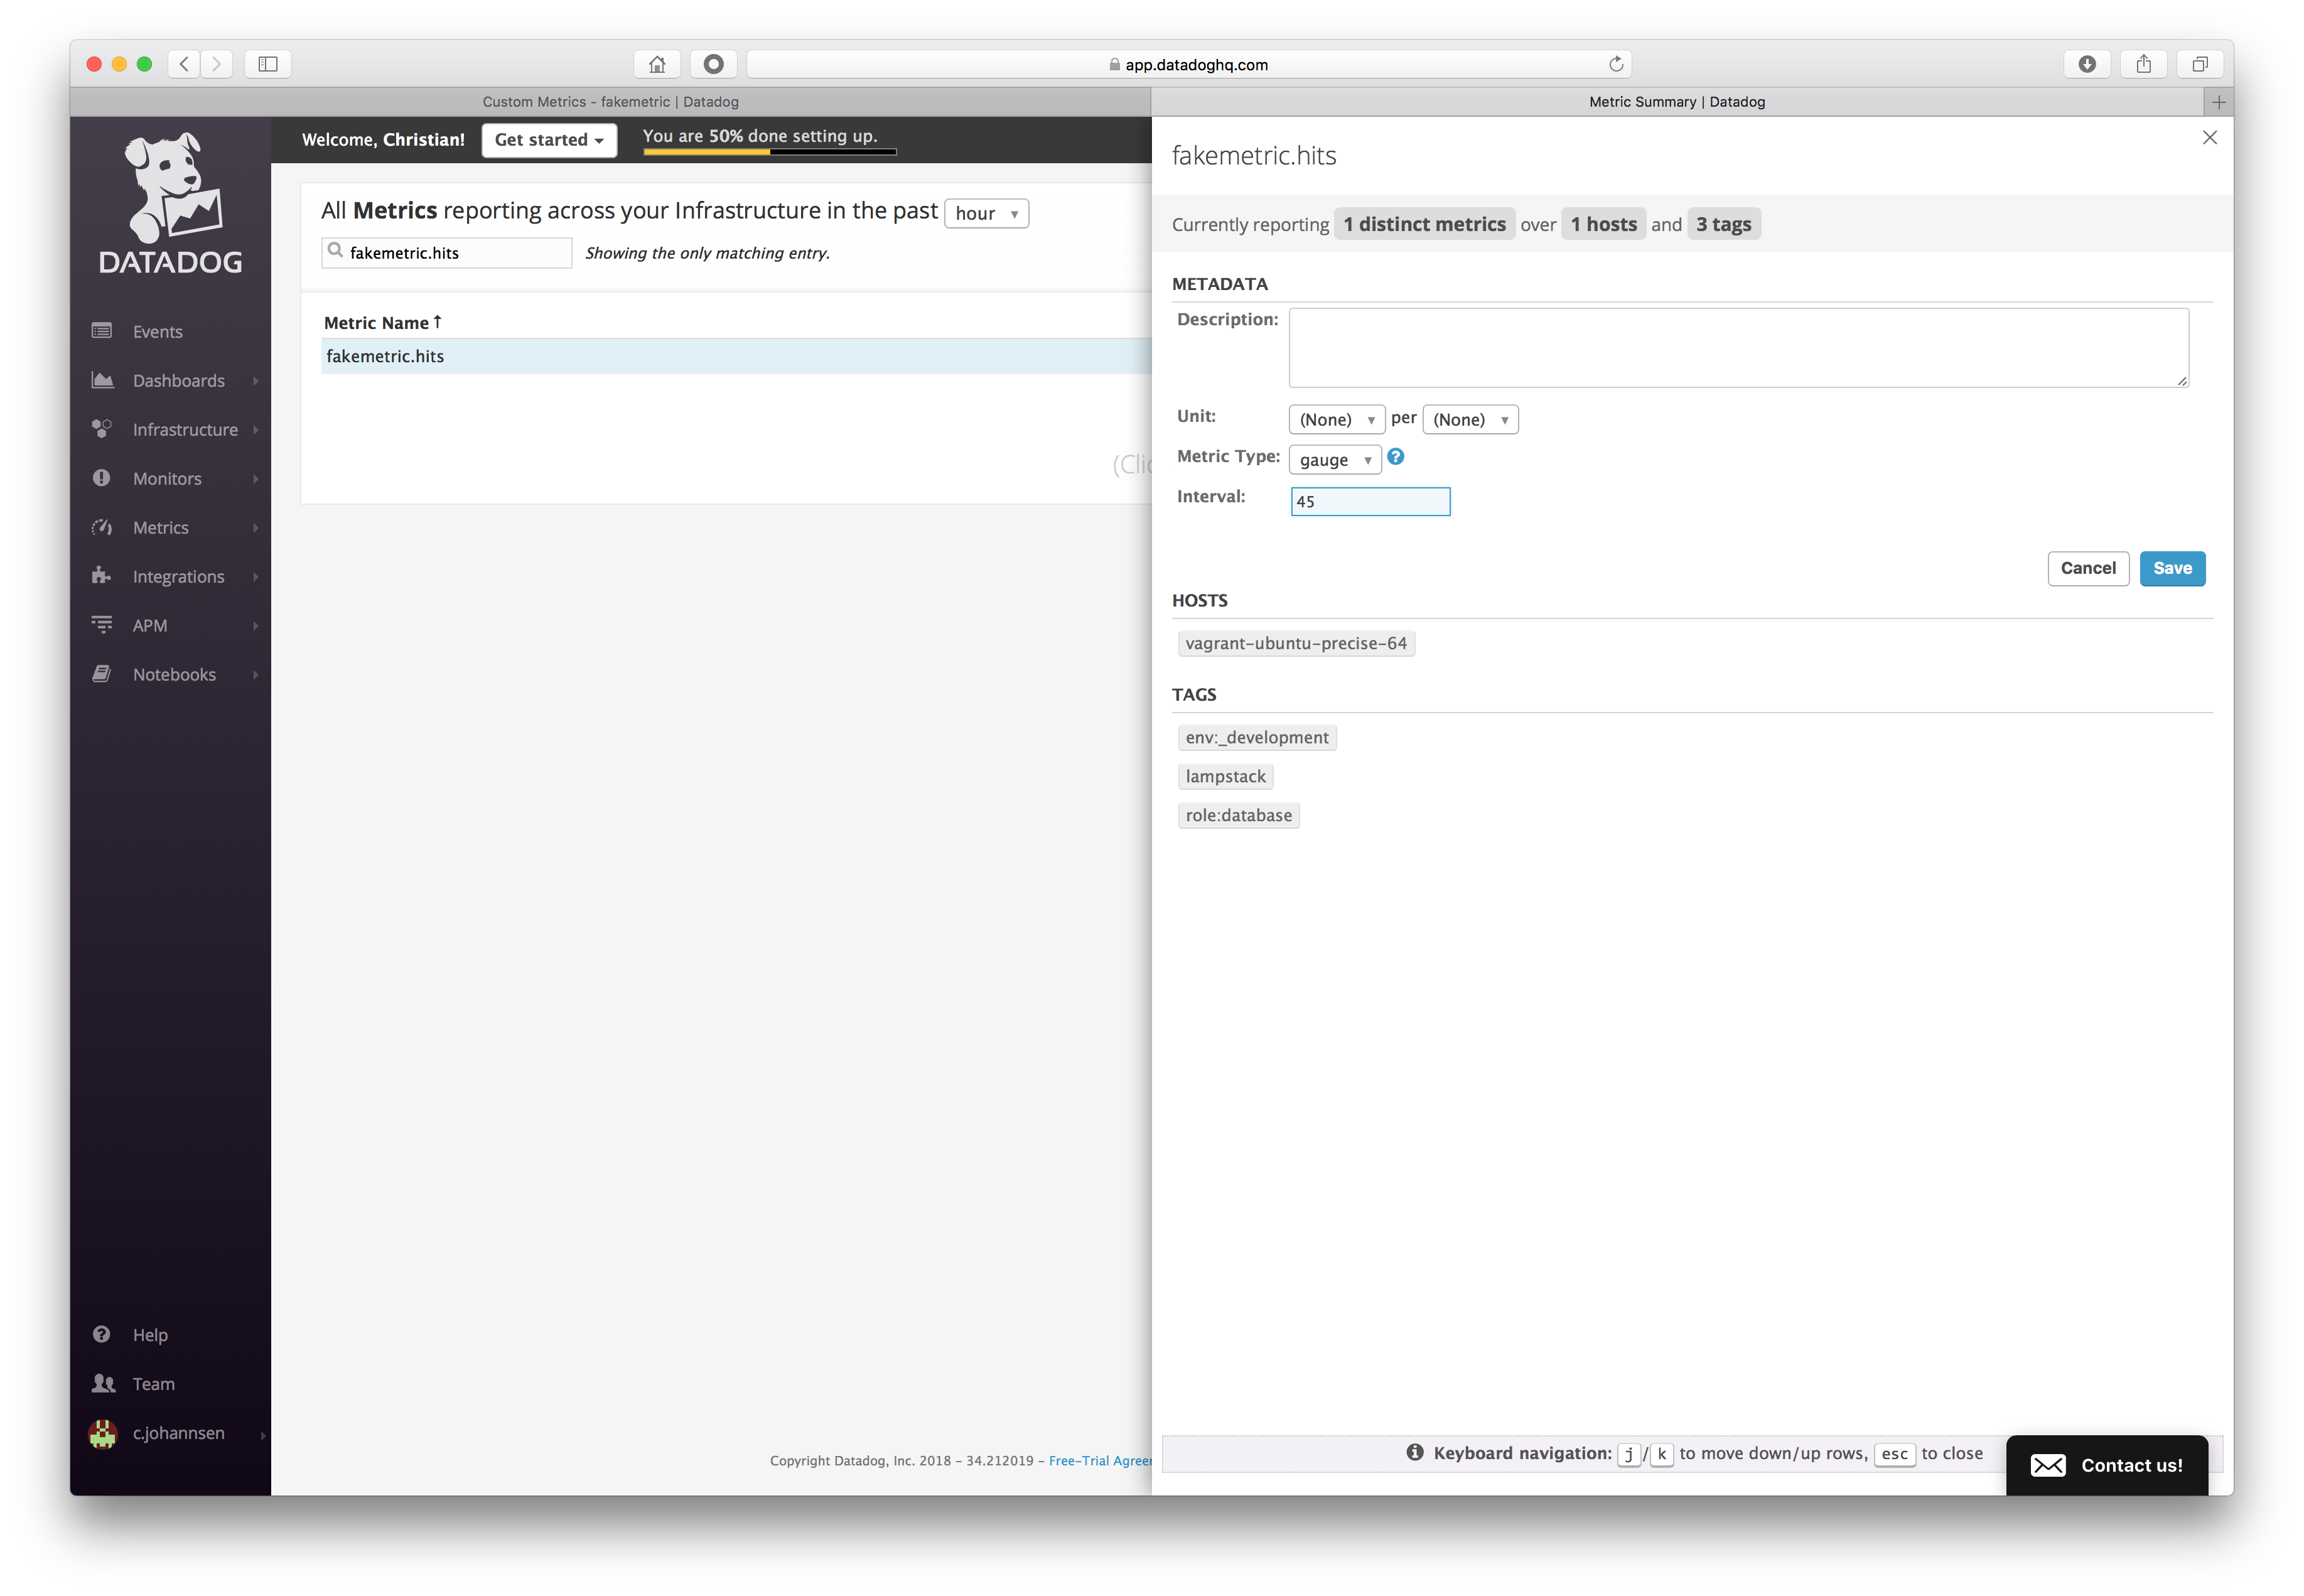 app.datadoghq.com
Custom Metrics - fakemetric | Datadog
Metric Summary | Datadog
DATADOG
Events
Dashboards
Infrastructure
Monitors
Metrics
Integrations
APM
Notebooks
Help
Team
c.johannsen
Welcome, Christian!
Get started
You are 50% done setting up.
All Metrics reporting across your Infrastructure in the past hour
fakemetric.hits
Showing the only matching entry.
Metric Name ↑
fakemetric.hits
(Clic
Copyright Datadog, Inc. 2018 – 34.212019 – Free-Trial Agreer
fakemetric.hits
Currently reporting 1 distinct metrics over 1 hosts and 3 tags
METADATA
Description:
Unit: (None) per (None)
Metric Type: gauge
Interval: 45
Cancel Save
HOSTS
vagrant-ubuntu-precise-64
TAGS
env:_development
lampstack
role:database
Keyboard navigation: j / k to move down/up rows, esc to close
Contact us!